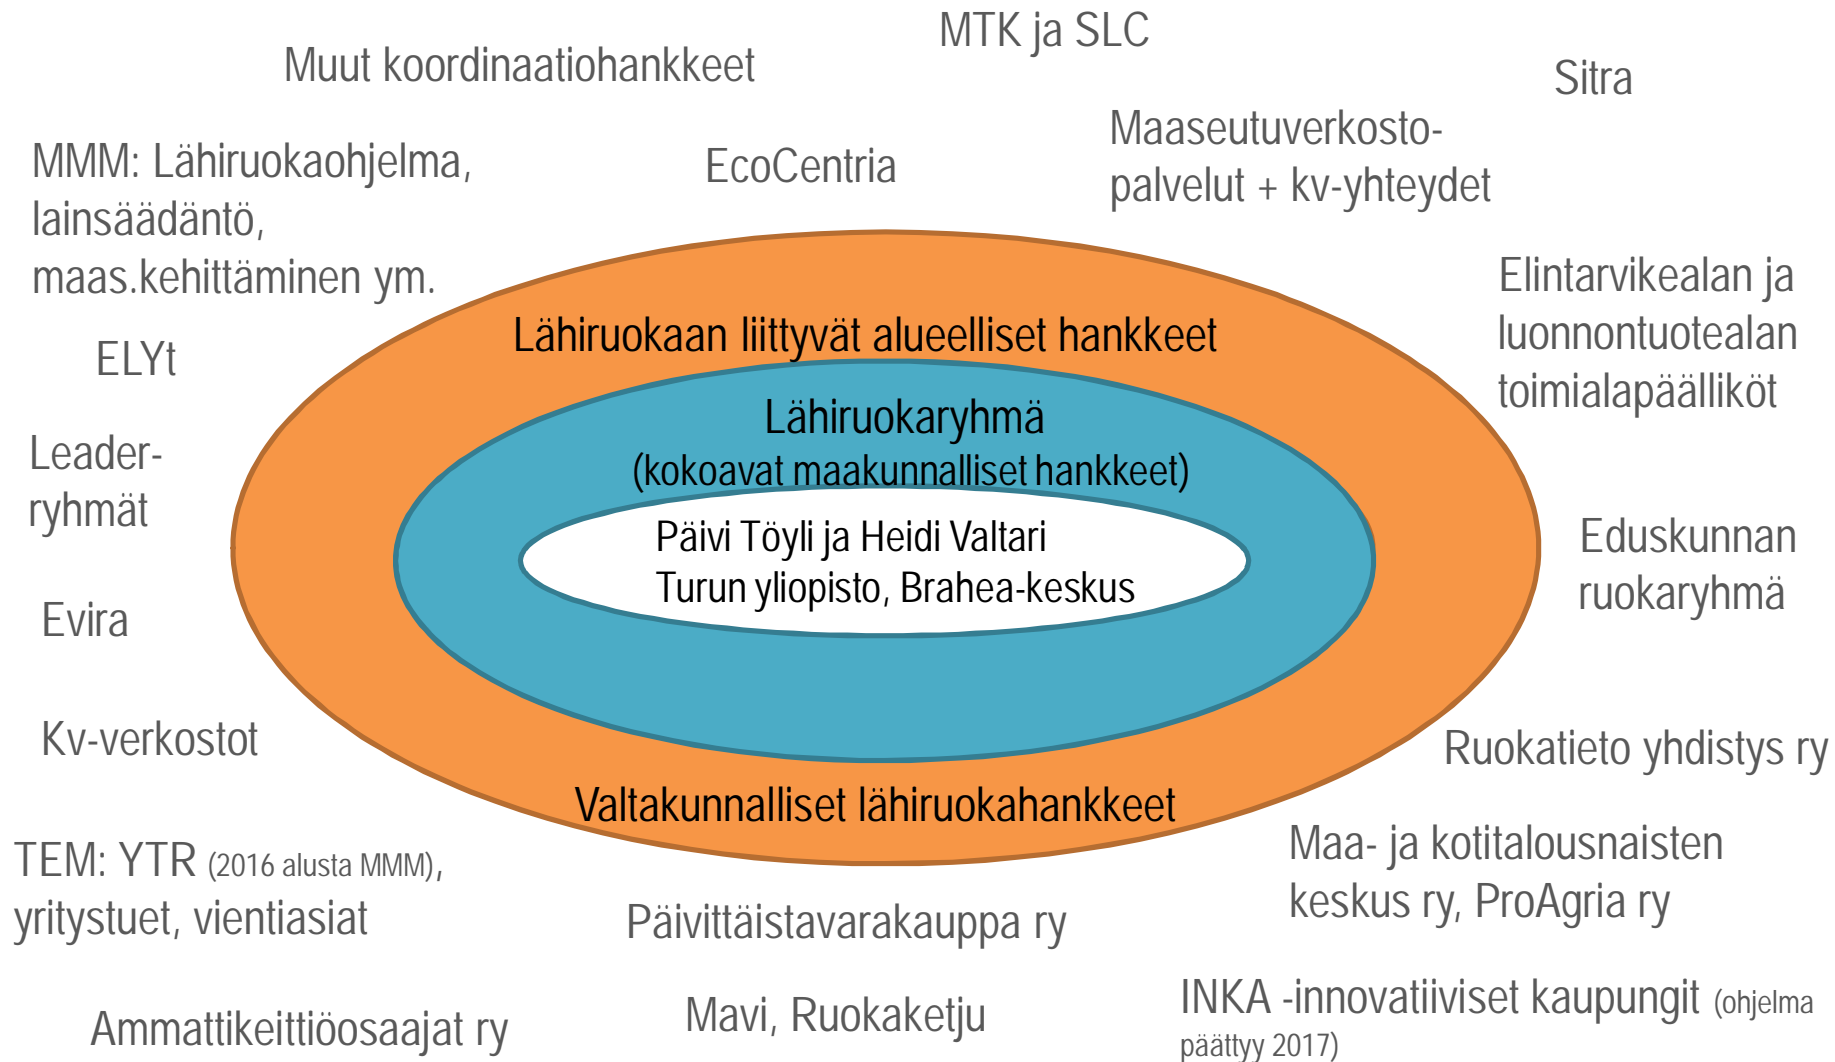 MTK ja SLC
Muut koordinaatiohankkeet
Sitra
Maaseutuverkosto-
palvelut + kv-yhteydet
MMM: Lähiruokaohjelma,
lainsäädäntö,
maas.kehittäminen ym.
EcoCentria
Elintarvikealan ja
luonnontuotealan
toimialapäälliköt
Lähiruokaan liittyvät alueelliset hankkeet
ELYt
Lähiruokaryhmä
(kokoavat maakunnalliset hankkeet)
Leader-
ryhmät
Päivi Töyli ja Heidi Valtari
Turun yliopisto, Brahea-keskus
Eduskunnan
ruokaryhmä
Evira
Kv-verkostot
Ruokatieto yhdistys ry
Valtakunnalliset lähiruokahankkeet
TEM: YTR (2016 alusta MMM),
yritystuet, vientiasiat
Maa- ja kotitalousnaisten
keskus ry, ProAgria ry
Päivittäistavarakauppa ry
Ammattikeittiöosaajat ry
Mavi, Ruokaketju
INKA -innovatiiviset kaupungit (ohjelma
päättyy 2017)